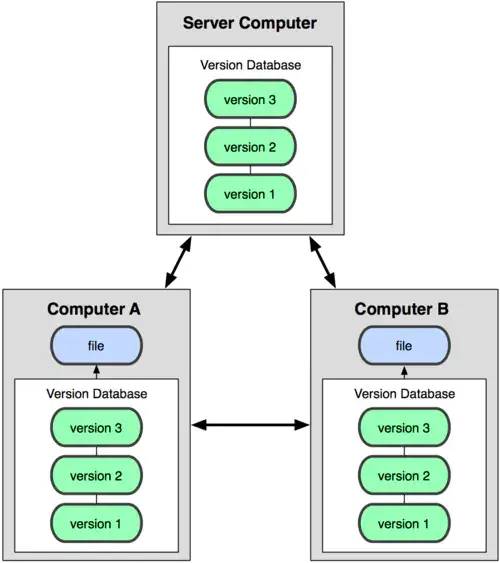 Server Computer
Version Database
version 3
version 2
version 1
Computer A
file
Version Database
version 3
version 2
version 1
Computer B
file
Version Database
version 3
version 2
version 1